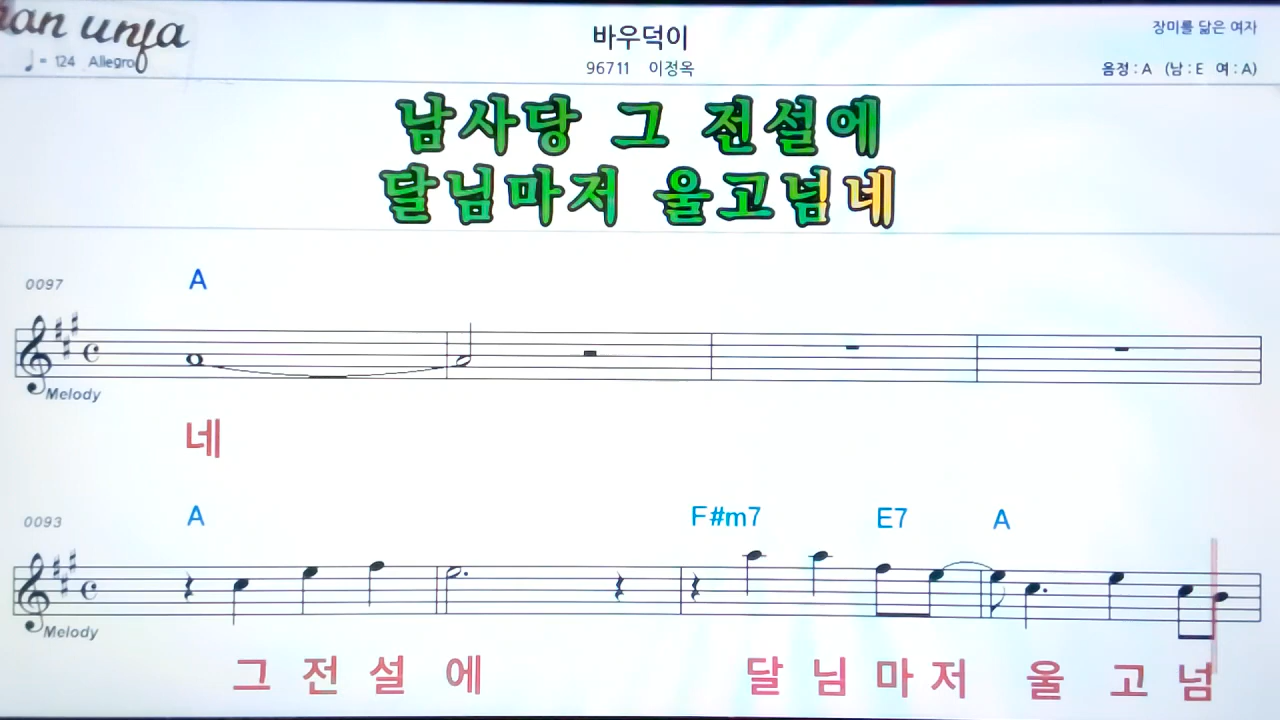 장미를 닮은 여자
바우덕이
♩= 124 Allegro
96711 이정옥
음정 : A (남 : E 여 : A)
남사당 그 전설에
달님마저 울고넘네
0097
A
Melody
네
0093
A F#m7 E7 A
Melody
그 전 설 에 달 님 마 저 울 고 넘